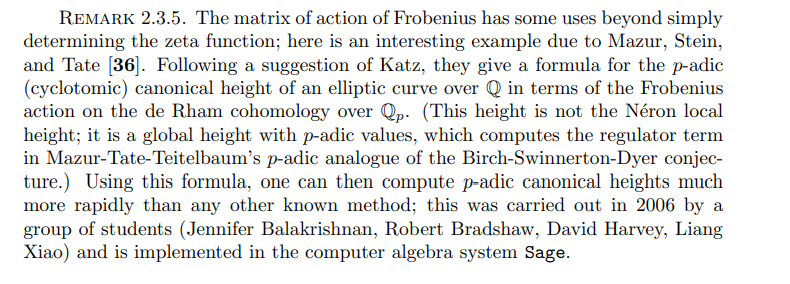 REMARK 2.3.5. The matrix of action of Frobenius has some uses beyond simply
determining the zeta function; here is an interesting example due to Mazur, Stein,
and Tate [36]. Following a suggestion of Katz, they give a formula for the p-adic
(cyclotomic) canonical height of an elliptic curve over ℚ in terms of the Frobenius
action on the de Rham cohomology over ℚₚ. (This height is not the Néron local
height; it is a global height with p-adic values, which computes the regulator term
in Mazur-Tate-Teitelbaum's p-adic analogue of the Birch-Swinnerton-Dyer conjec-
ture.) Using this formula, one can then compute p-adic canonical heights much
more rapidly than any other known method; this was carried out in 2006 by a
group of students (Jennifer Balakrishnan, Robert Bradshaw, David Harvey, Liang
Xiao) and is implemented in the computer algebra system Sage.